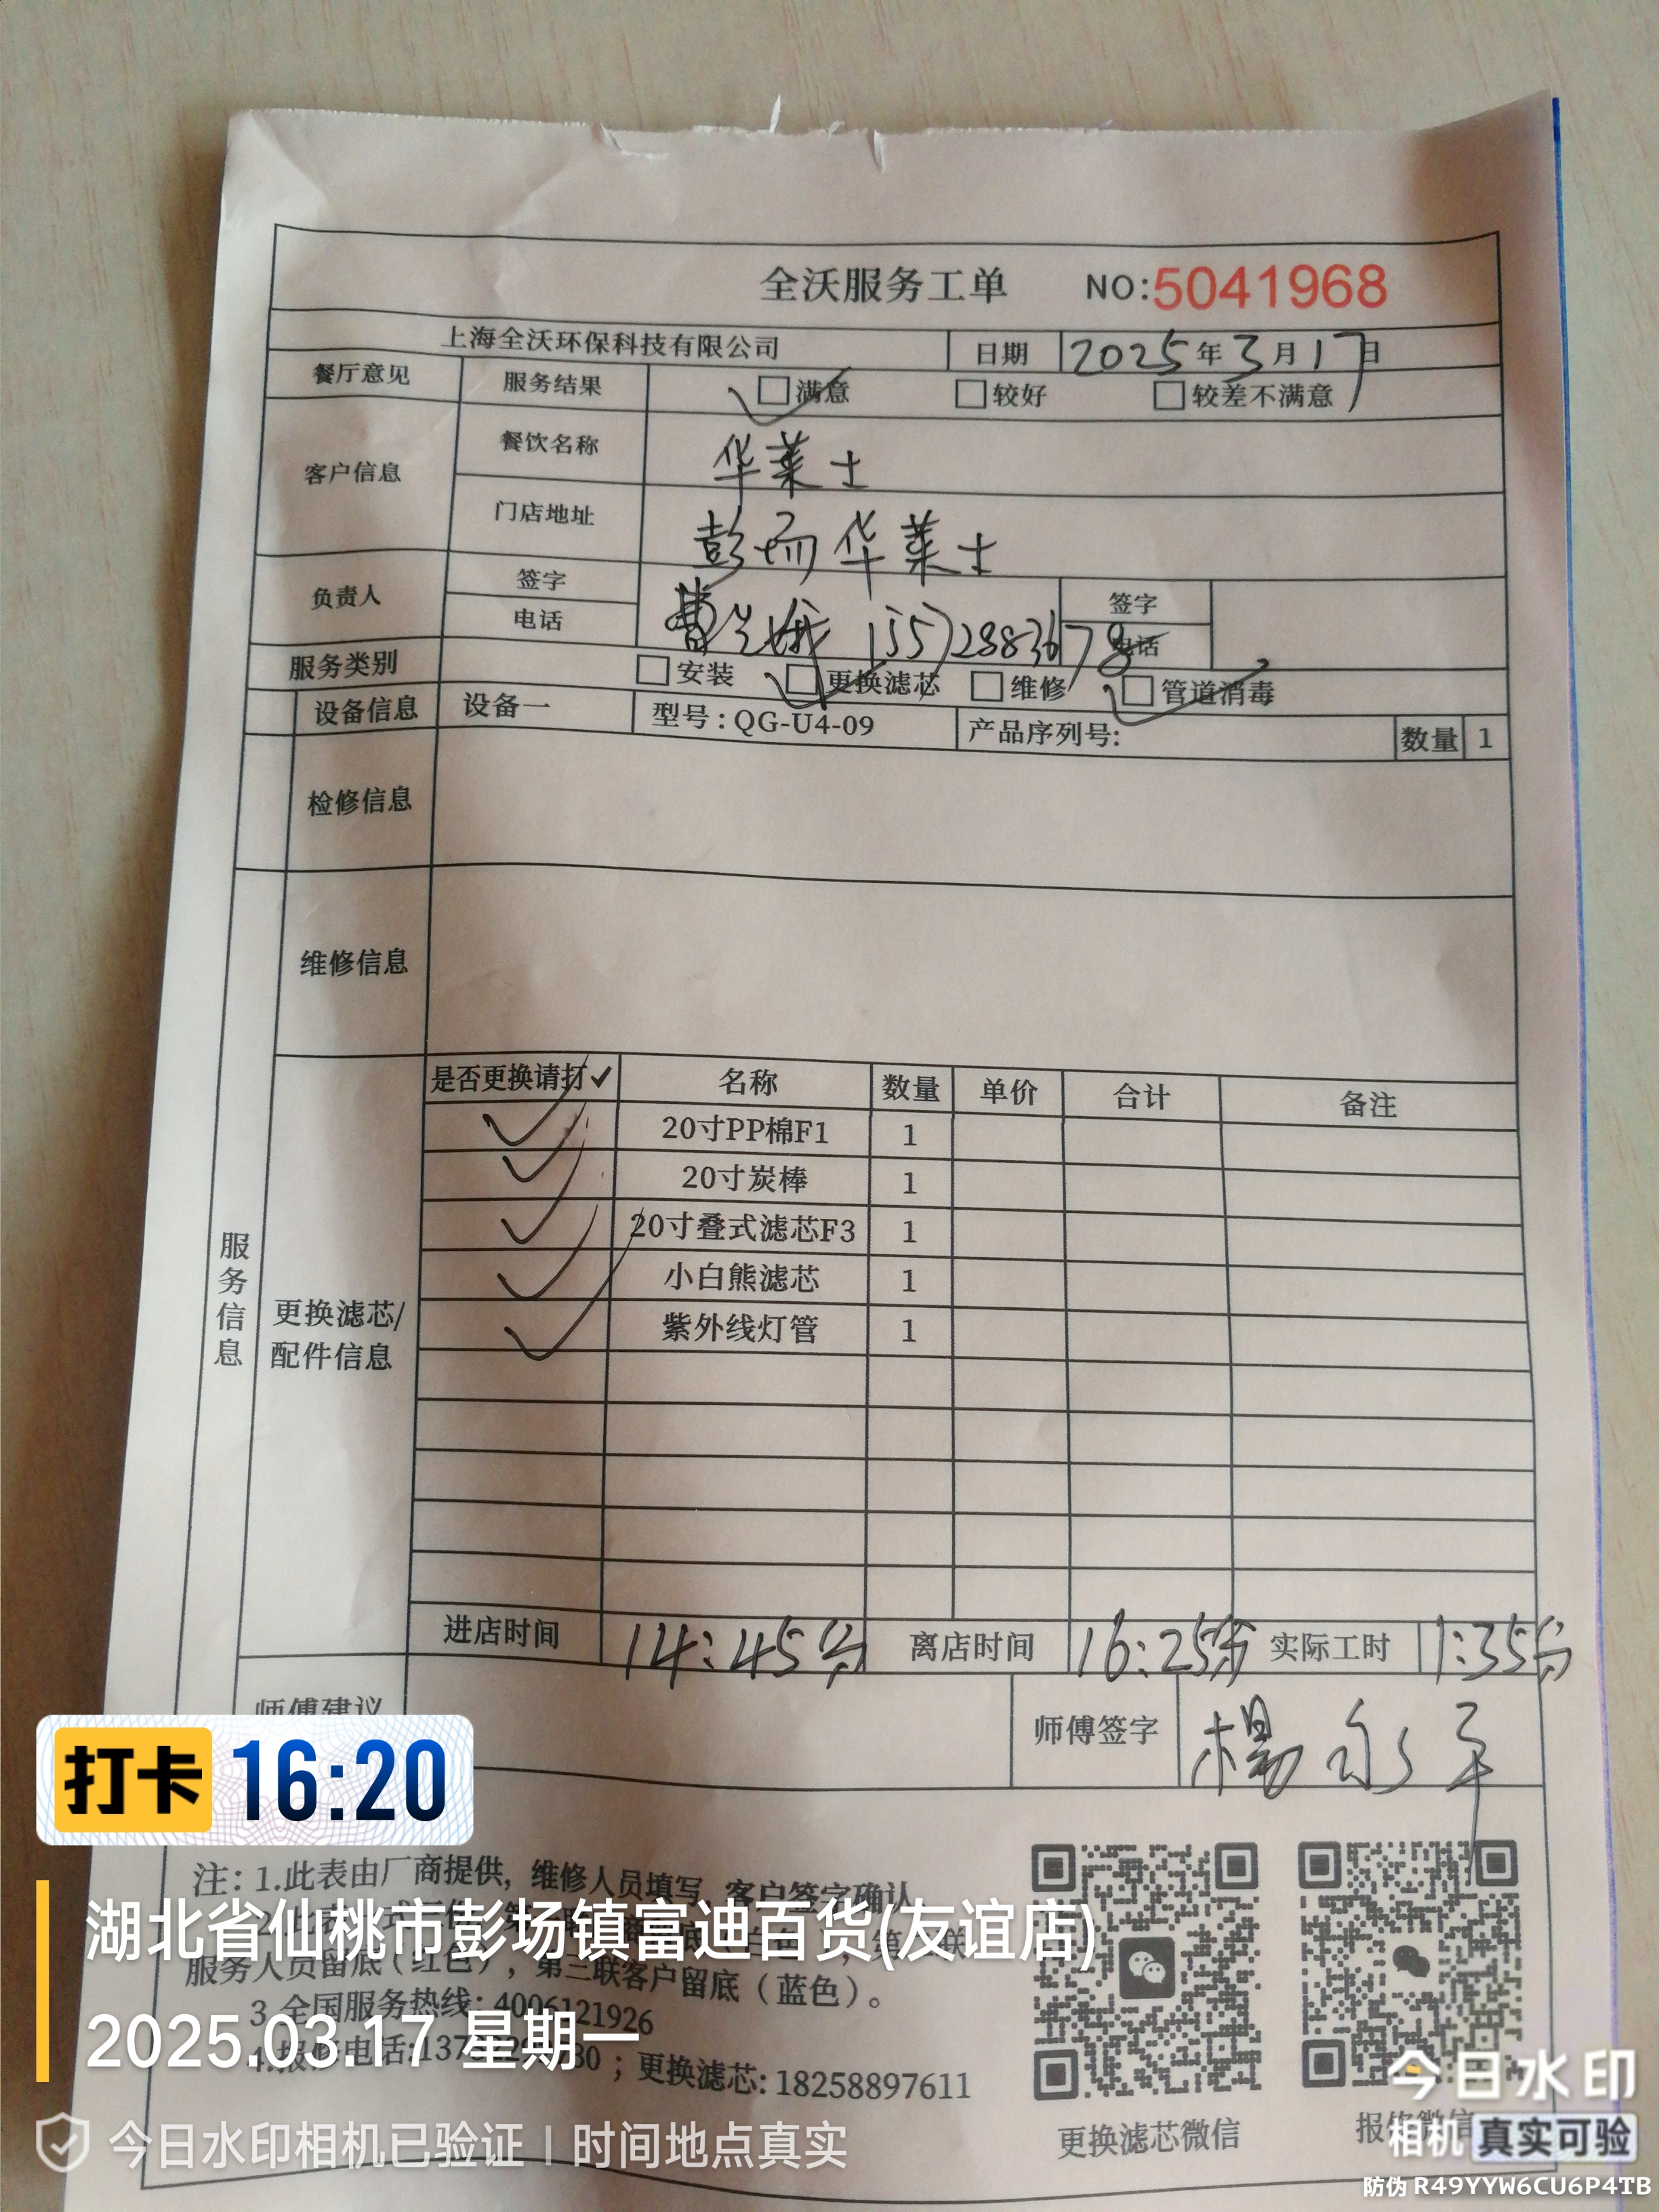 全沃服务工单 NO:5041968
上海全沃环保科技有限公司 日期 2025年3月17日
餐厅意见 服务结果 满意 较好 较差不满意
客户信息 餐饮名称 华莱士
门店地址 彭场华莱士
负责人 签字 签字
电话 15572883678 电话
服务类别 安装 更换滤芯 维修 管道消毒
设备信息 设备一 型号:QG-U4-09 产品序列号: 数量 1
检修信息
维修信息
服务信息
更换滤芯/
配件信息
是否更换请打✓ 名称 数量 单价 合计 备注
✓ 20寸PP棉F1 1
✓ 20寸炭棒 1
✓ 20寸叠式滤芯F3 1
✓ 小白熊滤芯 1
✓ 紫外线灯管 1
进店时间 14:45分 离店时间 16:25分 实际工时 1:35分
师傅建议 师傅签字 楊永平
打卡 16:20
注: 1.此表由厂商提供, 维修人员填写 客户签字确认
湖北省仙桃市彭场镇富迪百货(友谊店)
服务人员留底(红色), 第三联客户留底(蓝色)。
3.全国服务热线: 4006121926
2025.03.17 星期一
4.报修电话: ; 更换滤芯: 18258897611
更换滤芯微信 报修微信
今日水印相机已验证 时间地点真实
今日水印
相机 真实可验
防伪 R49YYW6CU6P4TB